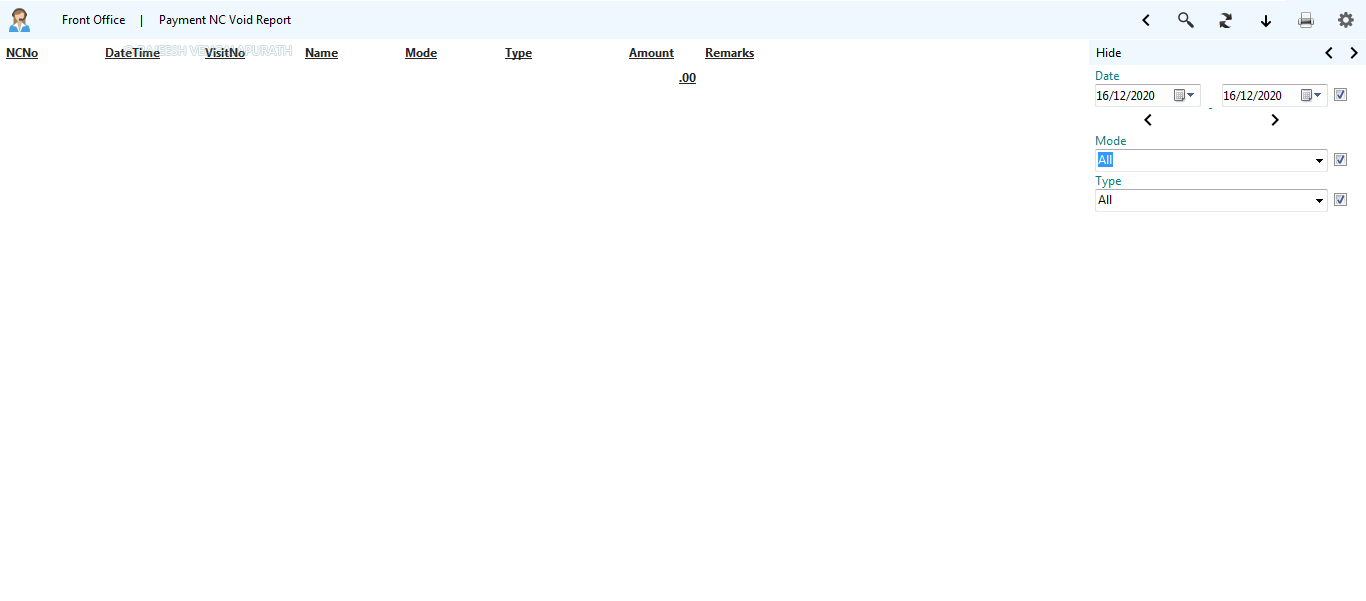 Front Office | Payment NC Void Report
NCNo DateTime VisitNo Name Mode Type Amount Remarks
.00
Hide
Date
16/12/2020 - 16/12/2020
Mode
All
Type
All